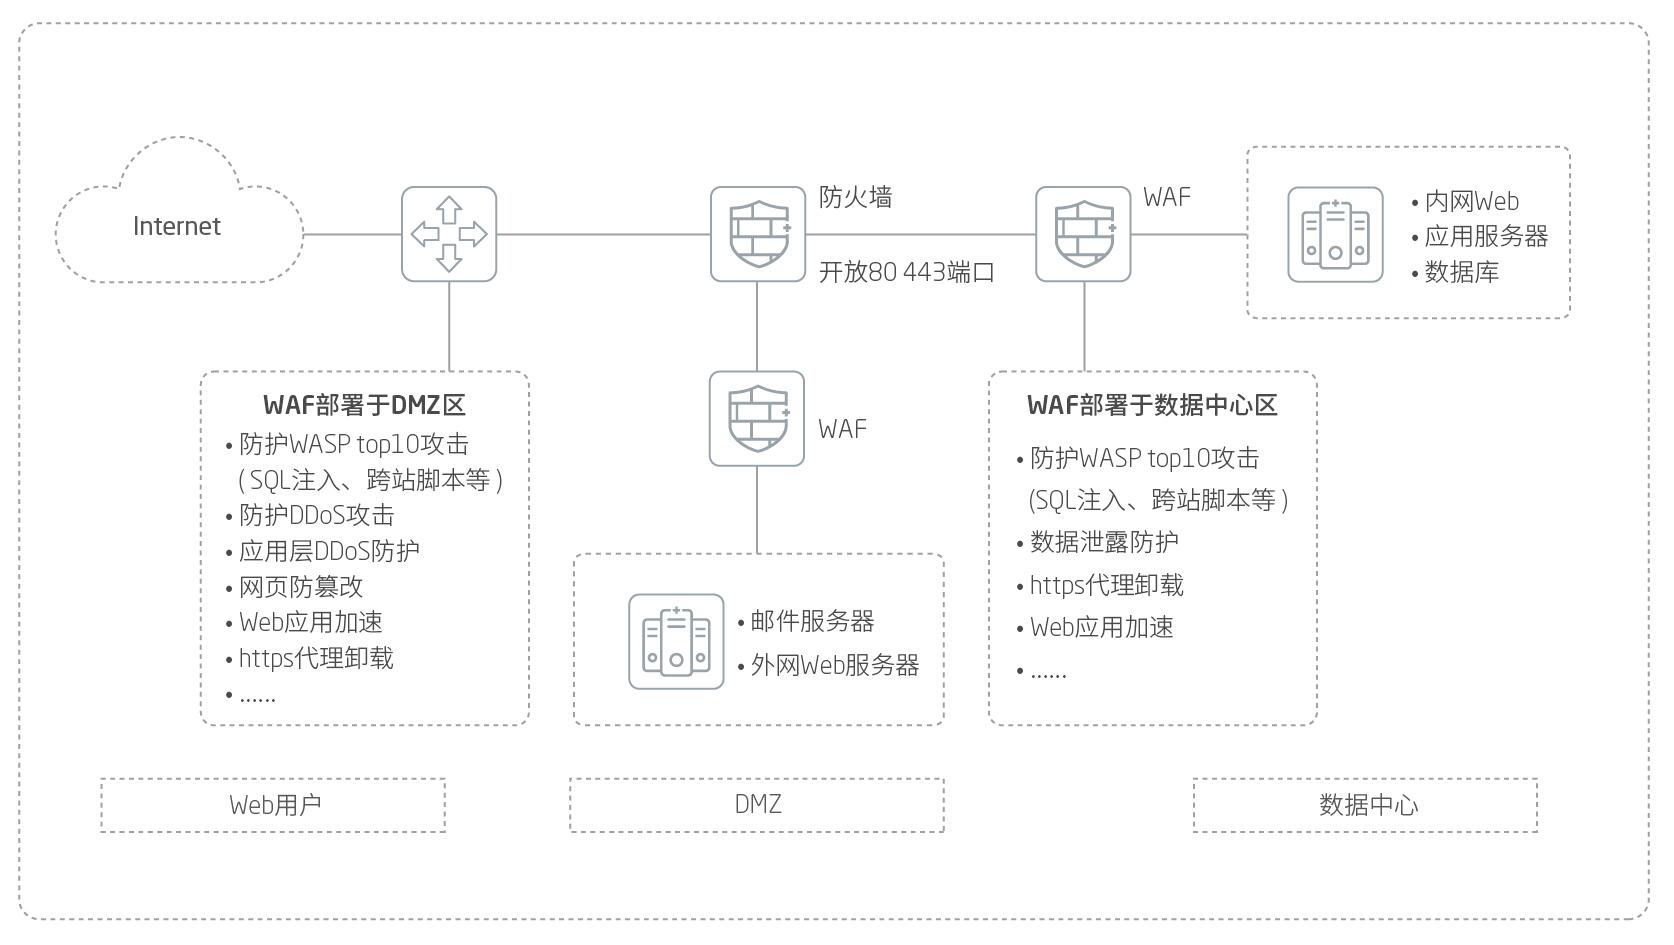 Internet
防火墙
开放80 443端口
WAF
• 内网Web
• 应用服务器
• 数据库
WAF部署于DMZ区
• 防护WASP top10攻击
( SQL注入、跨站脚本等 )
• 防护DDoS攻击
• 应用层DDoS防护
• 网页防篡改
• Web应用加速
• https代理卸载
• ......
WAF
• 邮件服务器
• 外网Web服务器
WAF部署于数据中心区
• 防护WASP top10攻击
(SQL注入、跨站脚本等 )
• 数据泄露防护
• https代理卸载
• Web应用加速
• ......
Web用户
DMZ
数据中心